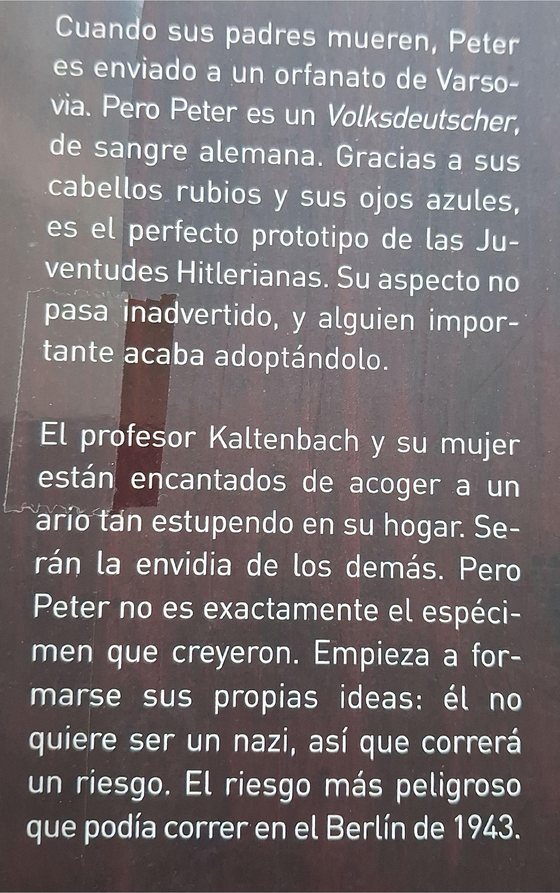 Cuando sus padres mueren, Peter
es enviado a un orfanato de Varso-
via. Pero Peter es un Volksdeutscher,
de sangre alemana. Gracias a sus
cabellos rubios y sus ojos azules,
es el perfecto prototipo de las Ju-
ventudes Hitlerianas. Su aspecto no
pasa inadvertido, y alguien impor-
tante acaba adoptándolo.
El profesor Kaltenbach y su mujer
están encantados de acoger a un
ario tan estupendo en su hogar. Se-
rán la envidia de los demás. Pero
Peter no es exactamente el espéci-
men que creyeron. Empieza a for-
marse sus propias ideas: él no
quiere ser un nazi, así que correrá
un riesgo. El riesgo más peligroso
que podía correr en el Berlín de 1943.